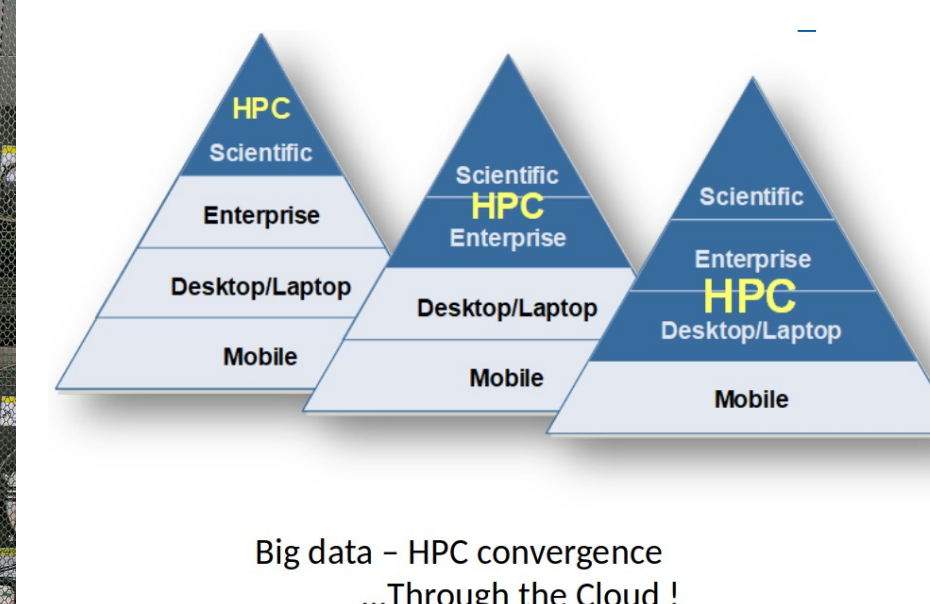 HPC
Scientific
Enterprise
Desktop/Laptop
Mobile
Scientific
HPC
Enterprise
Desktop/Laptop
Mobile
Scientific
Enterprise
HPC
Desktop/Laptop
Mobile
Big data – HPC convergence
...Through the Cloud !